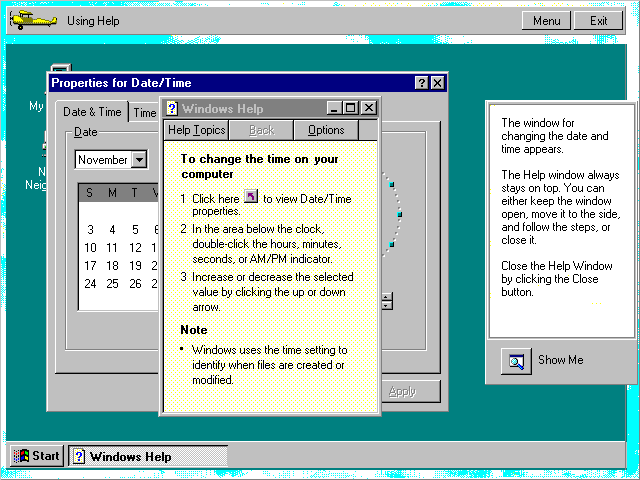 Using Help
Menu
Exit
Properties for Date/Time
My
N
Neig
Date & Time
Time
Date
November
S M T
3 4 5
10 11 12
17 18 19
24 25 26
Apply
Windows Help
Help Topics
Back
Options
To change the time on your
computer
1 Click here to view Date/Time
properties.
2 In the area below the clock,
double-click the hours, minutes,
seconds, or AM/PM indicator.
3 Increase or decrease the selected
value by clicking the up or down
arrow.
Note
• Windows uses the time setting to
identify when files are created or
modified.
The window for
changing the date and
time appears.
The Help window always
stays on top. You can
either keep the window
open, move it to the side,
and follow the steps, or
close it.
Close the Help Window
by clicking the Close
button.
Show Me
Start
Windows Help